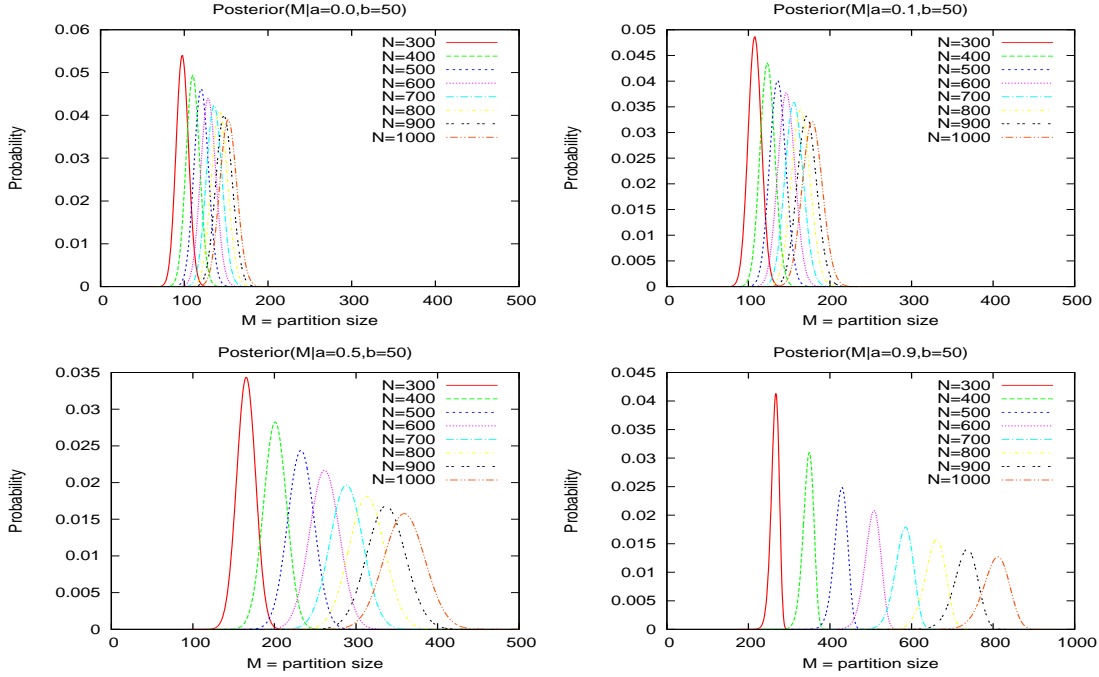 Posterior(M|a=0.0,b=50)
0.06
0.05
0.04
0.03
0.02
0.01
0
0
100
200
300
400
500
Probability
M = partition size
N=300
N=400
N=500
N=600
N=700
N=800
N=900
N=1000
Posterior(M|a=0.1,b=50)
0.05
0.045
0.04
0.035
0.03
0.025
0.02
0.015
0.01
0.005
0
0
100
200
300
400
500
Probability
M = partition size
N=300
N=400
N=500
N=600
N=700
N=800
N=900
N=1000
Posterior(M|a=0.5,b=50)
0.035
0.03
0.025
0.02
0.015
0.01
0.005
0
0
100
200
300
400
500
Probability
M = partition size
N=300
N=400
N=500
N=600
N=700
N=800
N=900
N=1000
Posterior(M|a=0.9,b=50)
0.045
0.04
0.035
0.03
0.025
0.02
0.015
0.01
0.005
0
0
200
400
600
800
1000
Probability
M = partition size
N=300
N=400
N=500
N=600
N=700
N=800
N=900
N=1000